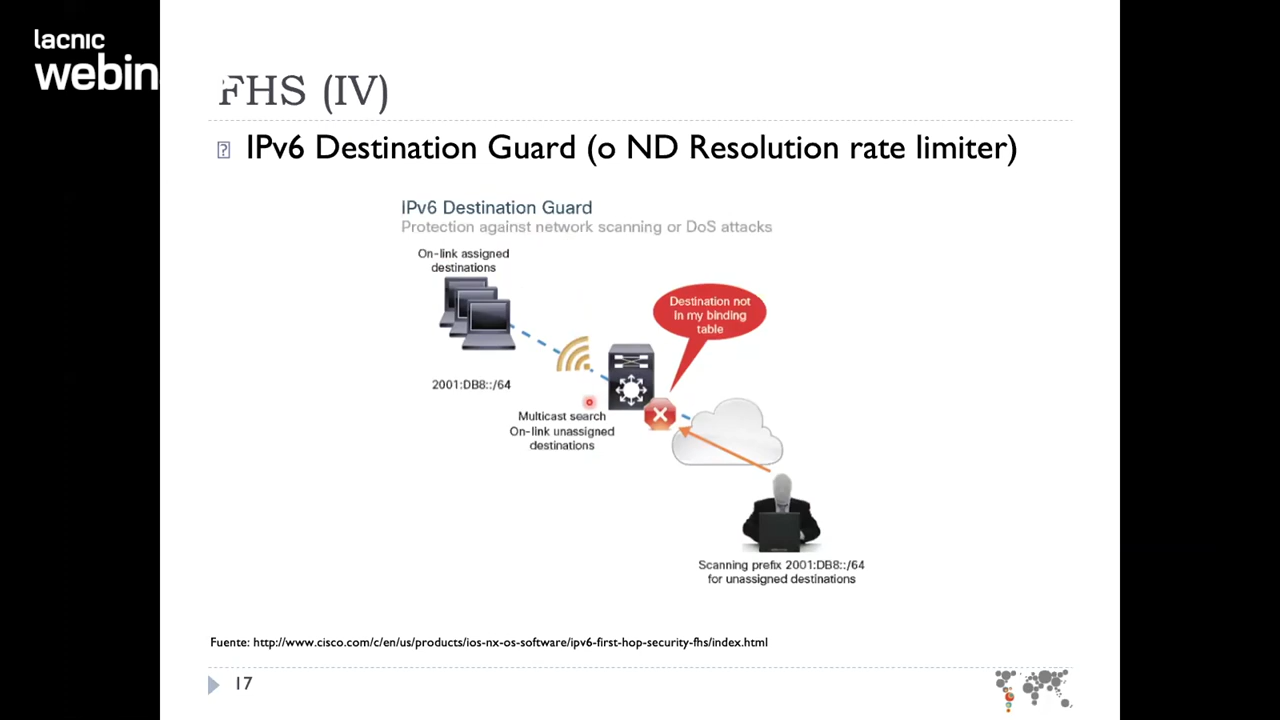 lacnic
webin
FHS (IV)
IPv6 Destination Guard (o ND Resolution rate limiter)
IPv6 Destination Guard
Protection against network scanning or DoS attacks
On-link assigned
destinations
Destination not
In my binding
table
2001:DB8::/64
Multicast search
On-link unassigned
destinations
Scanning prefix 2001:DB8::/64
for unassigned destinations
Fuente: http://www.cisco.com/c/en/us/products/ios-nx-os-software/ipv6-first-hop-security-fhs/index.html
17